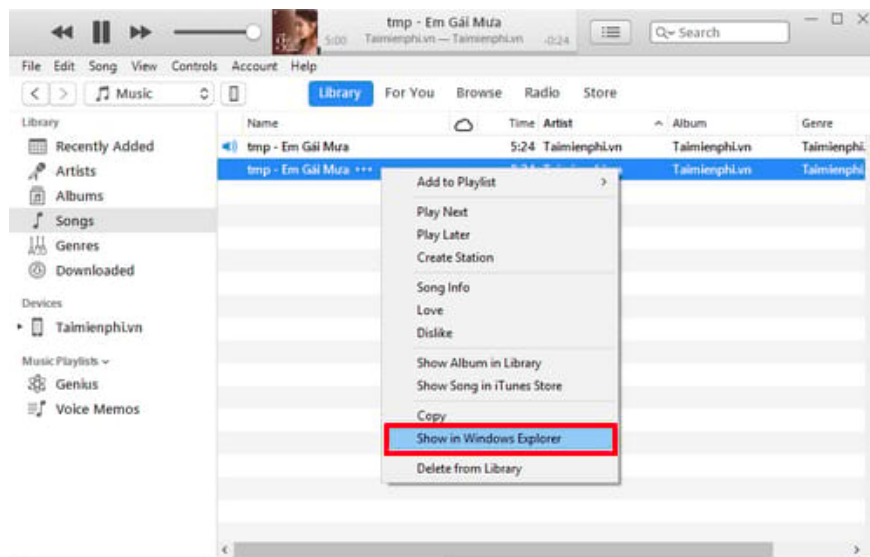 tmp - Em Gái Mưa
5:00 Taimienphi.vn — Taimienphi.vn -0:24
Search
File Edit Song View Controls Account Help
Music
Library For You Browse Radio Store
Library
Name Time Artist Album Genre
Recently Added
tmp - Em Gái Mưa 5:24 Taimienphi.vn Taimienphi.vn Taimienphi.
Artists
tmp - Em Gái Mưa ••• Taimienphi.vn Taimienphi
Albums
Songs
Genres
Downloaded
Devices
Taimienphi.vn
Music Playlists
Genius
Voice Memos
Add to Playlist
Play Next
Play Later
Create Station
Song Info
Love
Dislike
Show Album in Library
Show Song in iTunes Store
Copy
Show in Windows Explorer
Delete from Library